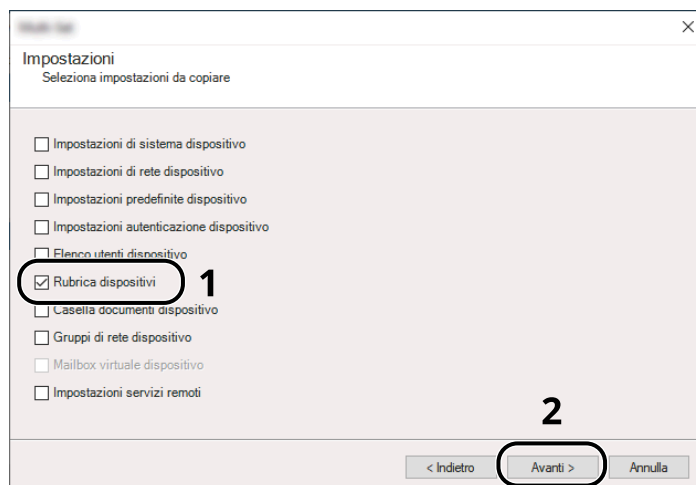 Impostazioni
Seleziona impostazioni da copiare
Impostazioni di sistema dispositivo
Impostazioni di rete dispositivo
Impostazioni predefinite dispositivo
Impostazioni autenticazione dispositivo
Elenco utenti dispositivo
Rubrica dispositivi 1
Casella documenti dispositivo
Gruppi di rete dispositivo
Mailbox virtuale dispositivo
Impostazioni servizi remoti
2
< Indietro Avanti > Annulla